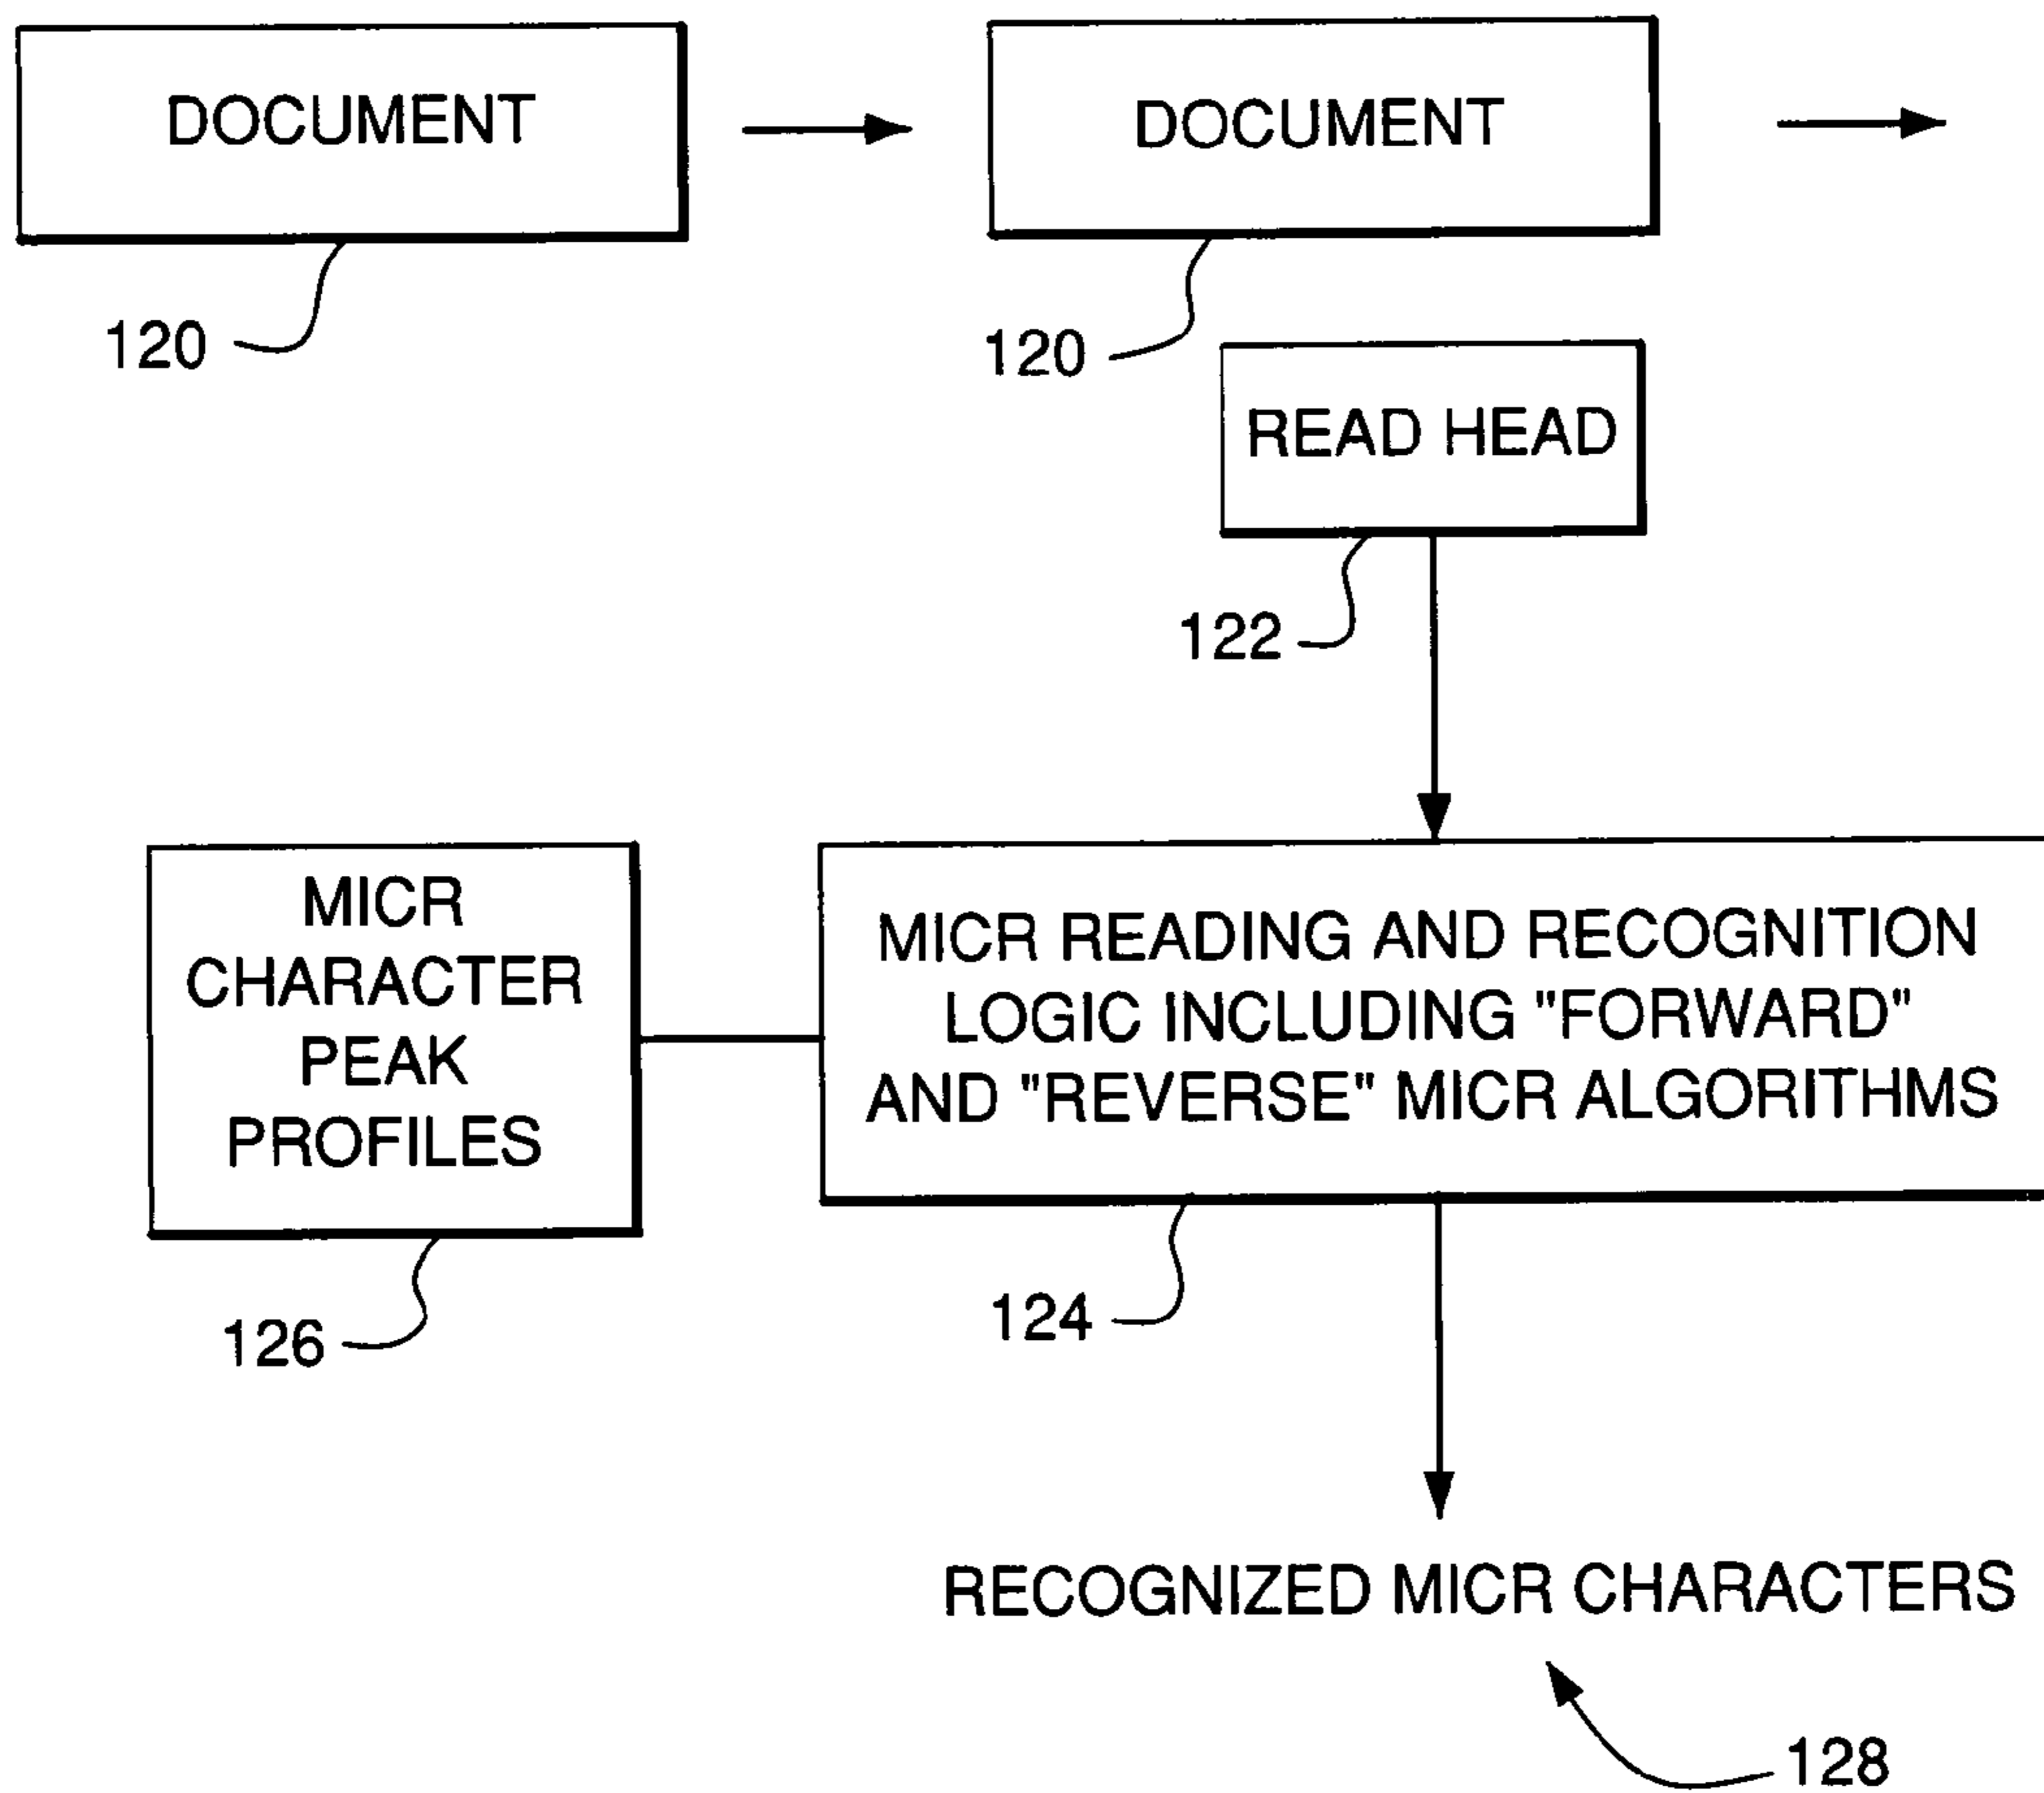 DOCUMENT
DOCUMENT
120
120
READ HEAD
122
MICR
CHARACTER
PEAK
PROFILES
126
MICR READING AND RECOGNITION
LOGIC INCLUDING "FORWARD"
AND "REVERSE" MICR ALGORITHMS
124
RECOGNIZED MICR CHARACTERS
128